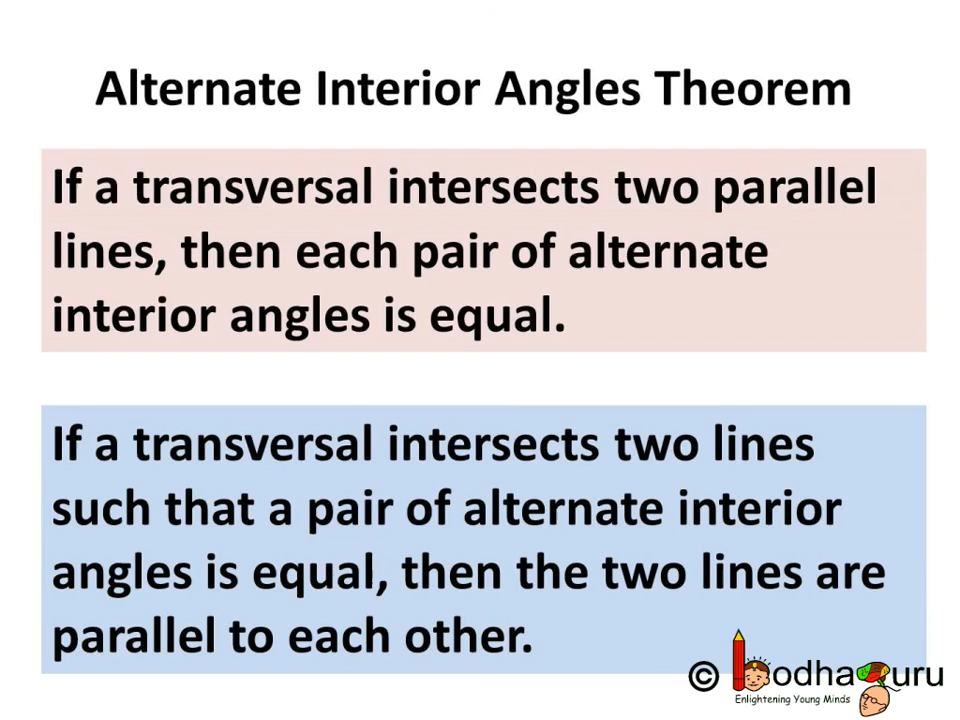 Alternate Interior Angles Theorem
If a transversal intersects two parallel
lines, then each pair of alternate
interior angles is equal.
If a transversal intersects two lines
such that a pair of alternate interior
angles is equal, then the two lines are
parallel to each other.
© BodhaGuru
Enlightening Young Minds